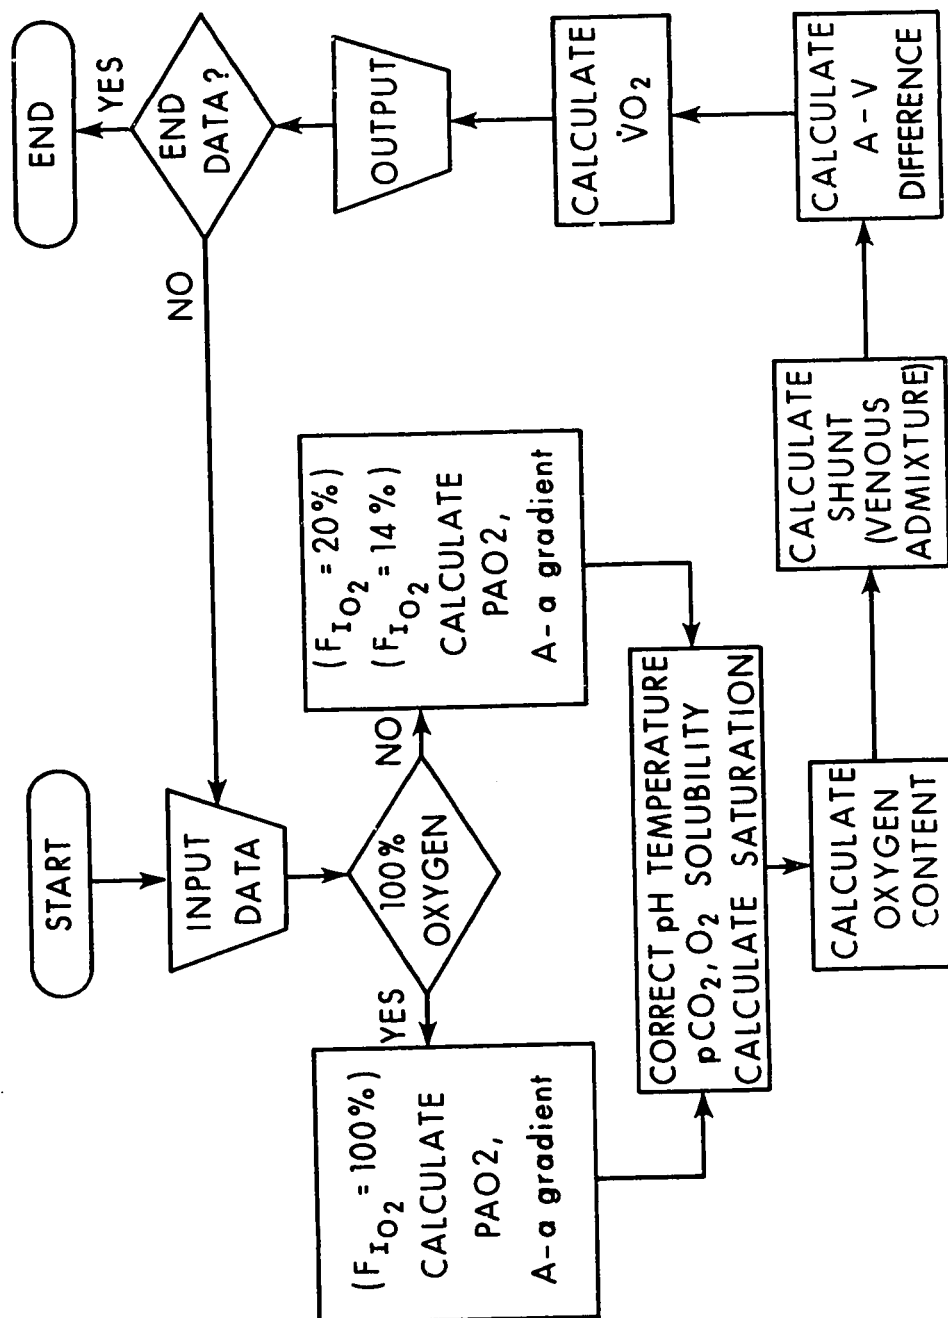 START
INPUT
DATA
100%
OXYGEN
YES
NO
(FIO2 = 100%)
CALCULATE
PAO2,
A-a gradient
(FIO2 = 20%)
(FIO2 = 14%)
CALCULATE
PAO2,
A-a gradient
CORRECT pH TEMPERATURE
pCO2, O2 SOLUBILITY
CALCULATE SATURATION
CALCULATE
OXYGEN
CONTENT
CALCULATE
SHUNT
(VENOUS
ADMIXTURE)
CALCULATE
A-V
DIFFERENCE
CALCULATE
V̇O2
OUTPUT
END
DATA?
NO
YES
END